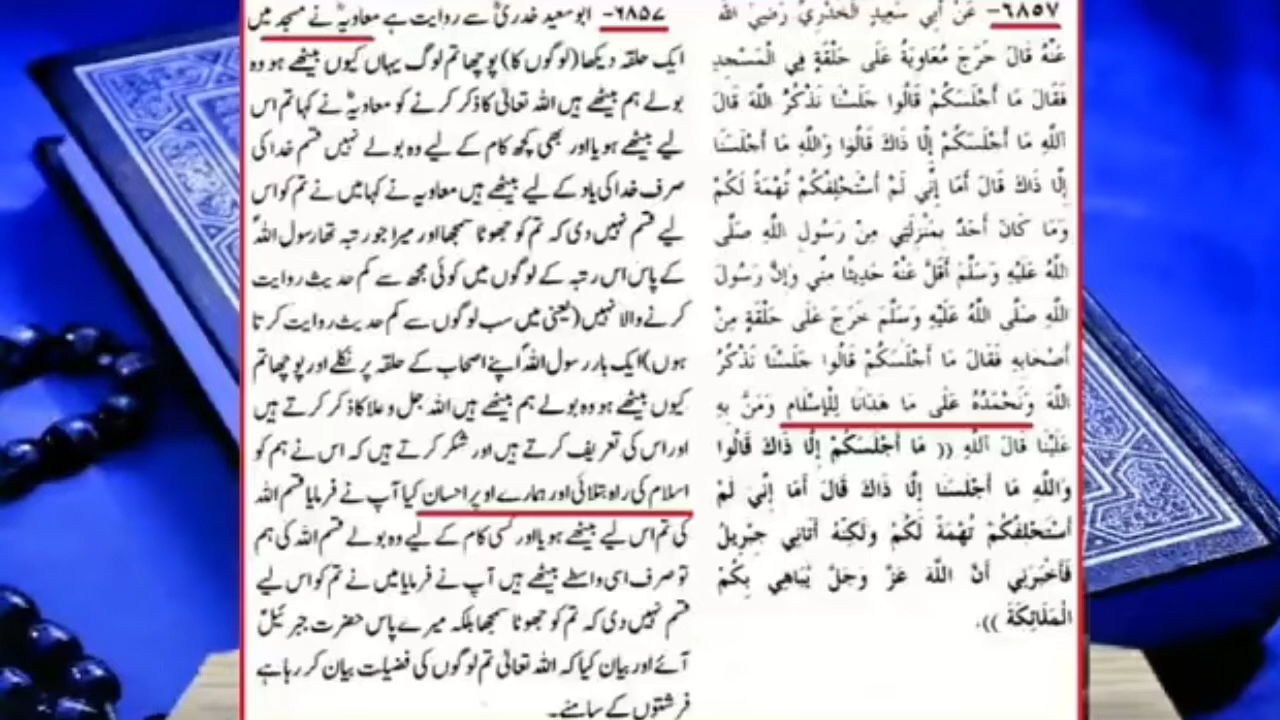 ٦٨٥٧- عَنْ أَبِي سَعِيدٍ الْخُدْرِيِّ رَضِيَ اللهُ
عَنْهُ قَالَ خَرَجَ مُعَاوِيَةُ عَلَى حَلْقَةٍ فِي الْمَسْجِدِ
فَقَالَ مَا أَجْلَسَكُمْ قَالُوا جَلَسْنَا نَذْكُرُ اللَّهَ قَالَ
آللَّهِ مَا أَجْلَسَكُمْ إِلَّا ذَاكَ قَالُوا وَاللَّهِ مَا أَجْلَسَنَا
إِلَّا ذَاكَ قَالَ أَمَا إِنِّي لَمْ أَسْتَحْلِفْكُمْ تُهْمَةً لَكُمْ
وَمَا كَانَ أَحَدٌ بِمَنْزِلَتِي مِنْ رَسُولِ اللَّهِ صَلَّى
اللَّهُ عَلَيْهِ وَسَلَّمَ أَقَلَّ عَنْهُ حَدِيثًا مِنِّي وَإِنَّ رَسُولَ
اللَّهِ صَلَّى اللَّهُ عَلَيْهِ وَسَلَّمَ خَرَجَ عَلَى حَلْقَةٍ مِنْ
أَصْحَابِهِ فَقَالَ مَا أَجْلَسَكُمْ قَالُوا جَلَسْنَا نَذْكُرُ
اللَّهَ وَنَحْمَدُهُ عَلَى مَا هَدَانَا لِلْإِسْلَامِ وَمَنَّ بِهِ
عَلَيْنَا قَالَ آللَّهِ (( مَا أَجْلَسَكُمْ إِلَّا ذَاكَ قَالُوا
وَاللَّهِ مَا أَجْلَسَنَا إِلَّا ذَاكَ قَالَ أَمَا إِنِّي لَمْ
أَسْتَحْلِفْكُمْ تُهْمَةً لَكُمْ وَلَكِنَّهُ أَتَانِي جِبْرِيلُ
فَأَخْبَرَنِي أَنَّ اللَّهَ عَزَّ وَجَلَّ يُبَاهِي بِكُمْ
الْمَلَائِكَةَ )).
٦٨٥٧- ابو سعید خدریؓ سے روایت ہے معاویہؓ نے مسجد میں
ایک حلقہ دیکھا (لوگوں کا) پوچھا تم لوگ یہاں کیوں بیٹھے ہو وہ
بولے ہم بیٹھے ہیں اللہ تعالیٰ کا ذکر کرنے کو معاویہؓ نے کہا تم اس
لیے بیٹھے ہو یا اور بھی کچھ کام کے لیے وہ بولے نہیں قسم خدا کی
صرف خدا کی یاد کے لیے بیٹھے ہیں معاویہ نے کہا میں نے تم کو اس
لیے قسم نہیں دی کہ تم کو جھوٹا سمجھا اور میرا جو رتبہ تھا رسول اللہؐ
کے پاس اس رتبہ کے لوگوں میں کوئی مجھ سے کم حدیث روایت
کرنے والا نہیں (یعنی میں سب لوگوں سے کم حدیث روایت کرتا
ہوں) ایک بار رسول اللہؐ اپنے اصحاب کے حلقہ پر نکلے اور پوچھا تم
کیوں بیٹھے ہو وہ بولے ہم بیٹھے ہیں اللہ جل و علا کا ذکر کرتے ہیں
اور اس کی تعریف کرتے ہیں اور شکر کرتے ہیں کہ اس نے ہم کو
اسلام کی راہ بتلائی اور ہمارے اوپر احسان کیا آپ نے فرمایا قسم اللہ
کی تم اس لیے بیٹھے ہو یا اور کسی کام کے لیے وہ بولے قسم اللہ کی ہم
تو صرف اسی واسطے بیٹھے ہیں آپ نے فرمایا میں نے تم کو اس لیے
قسم نہیں دی کہ تم کو جھوٹا سمجھا بلکہ میرے پاس حضرت جبرئیلؑ
آئے اور بیان کیا کہ اللہ تعالیٰ تم لوگوں کی فضیلت بیان کر رہا ہے
فرشتوں کے سامنے۔